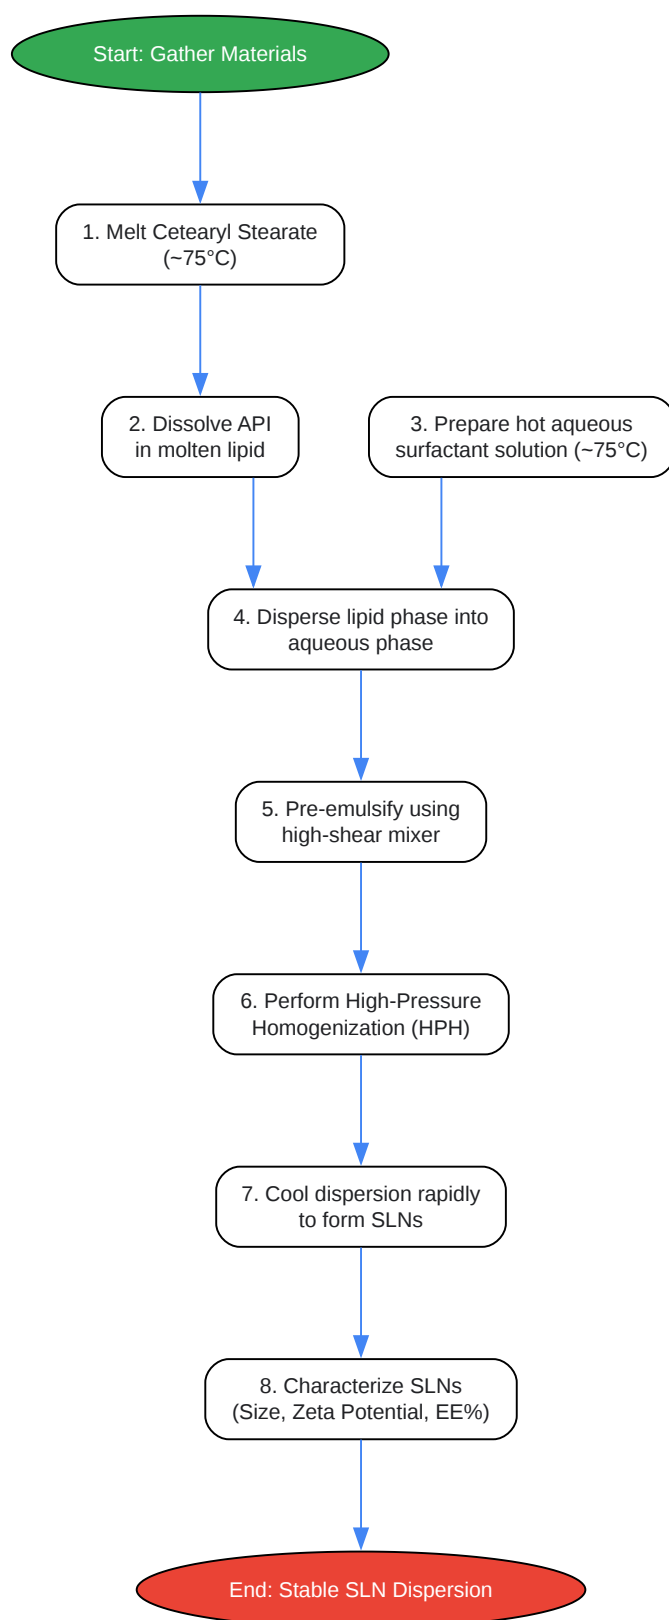 Start: Gather Materials
1. Melt Cetearyl Stearate
(~75°C)
2. Dissolve API
in molten lipid
3. Prepare hot aqueous
surfactant solution (~75°C)
4. Disperse lipid phase into
aqueous phase
5. Pre-emulsify using
high-shear mixer
6. Perform High-Pressure
Homogenization (HPH)
7. Cool dispersion rapidly
to form SLNs
8. Characterize SLNs
(Size, Zeta Potential, EE%)
End: Stable SLN Dispersion